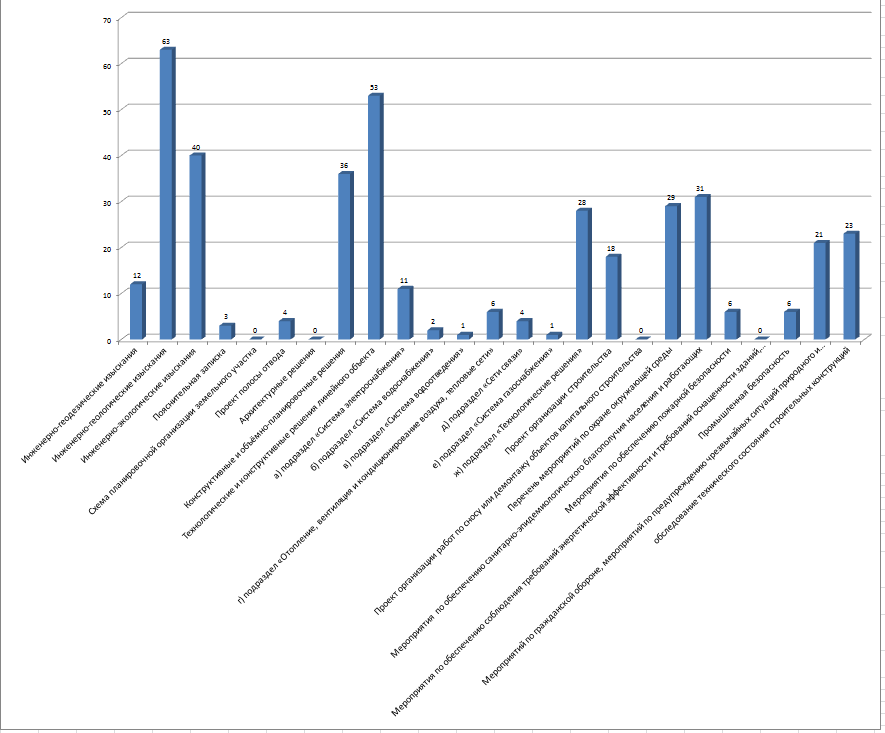 70
60
50
40
30
20
10
0
12
63
40
3
0
4
0
36
53
11
2
1
6
4
1
28
18
0
29
31
6
0
6
21
23
Инженерно-геодезические изыскания
Инженерно-геологические изыскания
Инженерно-экологические изыскания
Пояснительная записка
Схема планировочной организации земельного участка
Проект полосы отвода
Архитектурные решения
Конструктивные и объёмно-планировочные решения
Технологические и конструктивные решения линейного объекта
а) подраздел «Система электроснабжения»
б) подраздел «Система водоснабжения»
в) подраздел «Система водоотведения»
г) подраздел «Отопление, вентиляция и кондиционирование воздуха, тепловые сети»
д) подраздел «Сети связи»
е) подраздел «Система газоснабжения»
ж) подраздел «Технологические решения»
Проект организации строительства
Проект организации работ по сносу или демонтажу объектов капитального строительства
Перечень мероприятий по охране окружающей среды
Мероприятия по обеспечению санитарно-эпидемиологического благополучия населения и работающих
Мероприятия по обеспечению пожарной безопасности
Мероприятия по обеспечению соблюдения требований энергетической эффективности и требований оснащенности зданий,...
Промышленная безопасность
Мероприятий по гражданской обороне, мероприятий по предупреждению чрезвычайных ситуаций природного и...
обследование технического состояния строительных конструкций